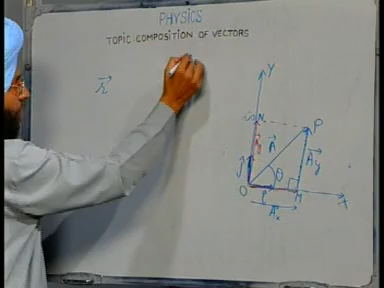 PHYSICS
TOPIC COMPOSITION OF VECTORS
r
Y
N
P
A
A y
θ
O
M
X
A x